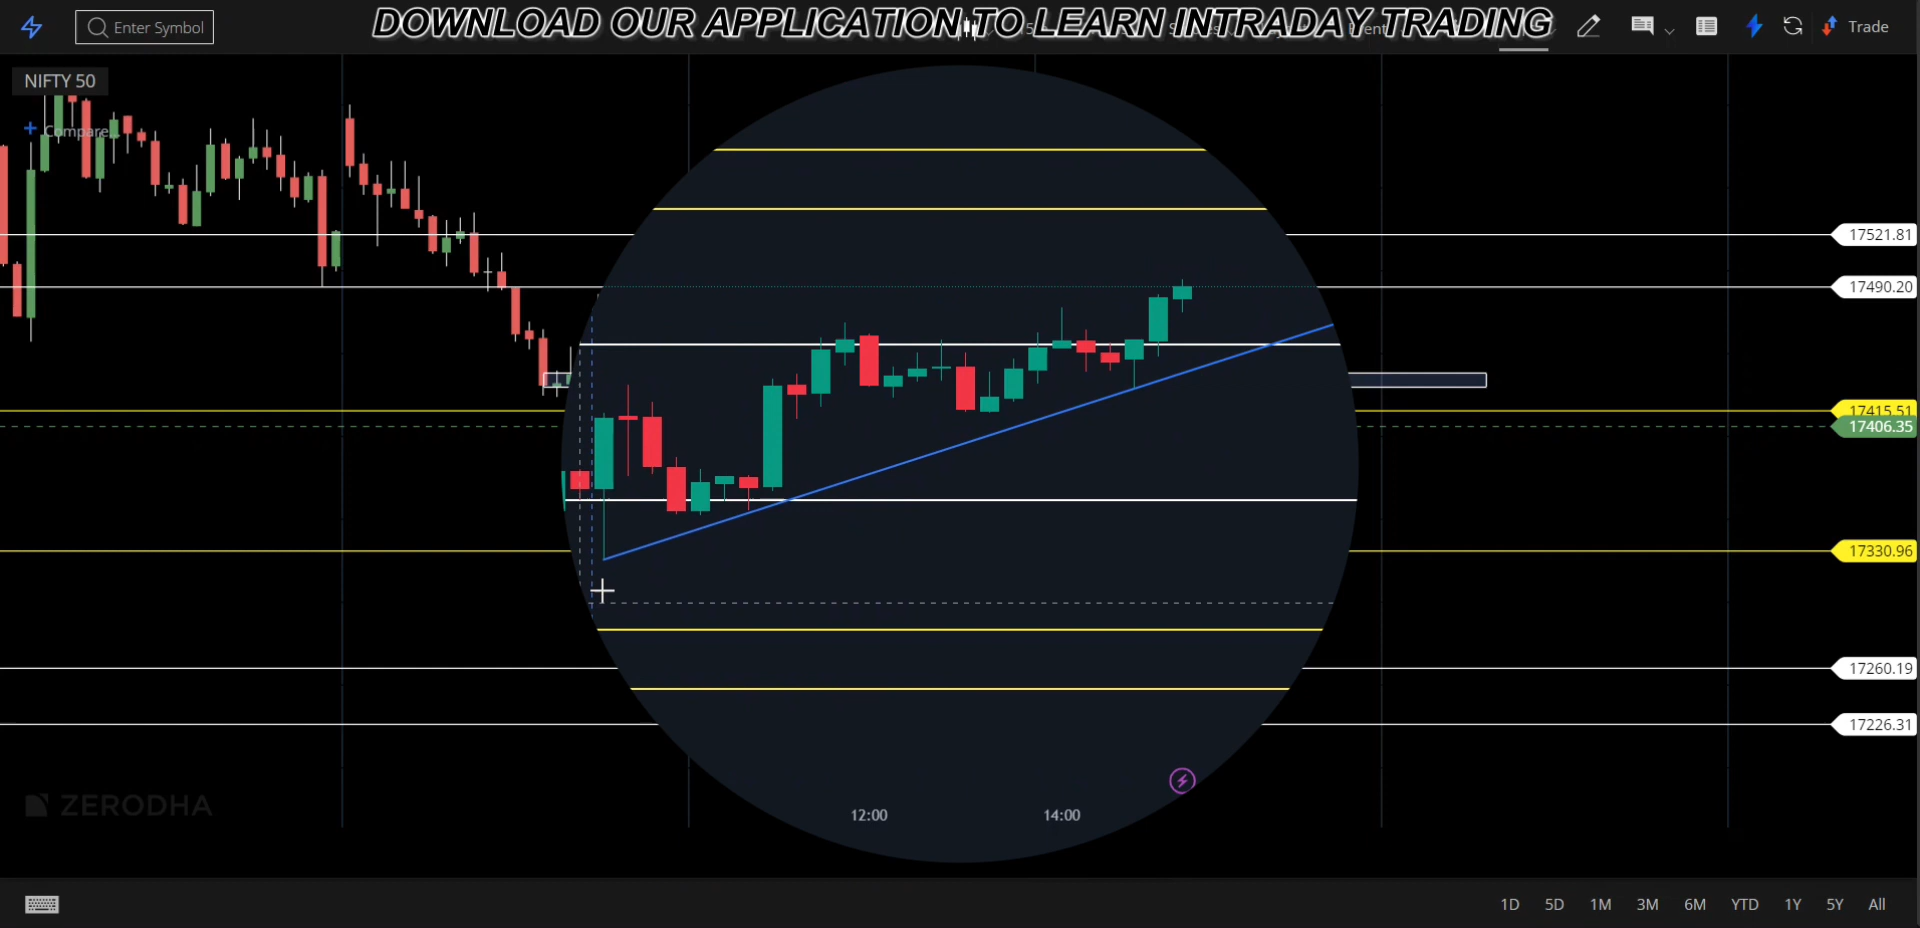 DOWNLOAD OUR APPLICATION TO LEARN INTRADAY TRADING
Enter Symbol
Trade
NIFTY 50
Compare
17521.81
17490.20
17415.51
17406.35
17330.96
17260.19
17226.31
ZERODHA
12:00 14:00
1D 5D 1M 3M 6M YTD 1Y 5Y All